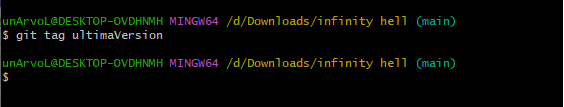 unArvoL@DESKTOP-OVDHNMH MINGW64 /d/Downloads/infinity hell (main)
$ git tag ultimaVersion
unArvoL@DESKTOP-OVDHNMH MINGW64 /d/Downloads/infinity hell (main)
$